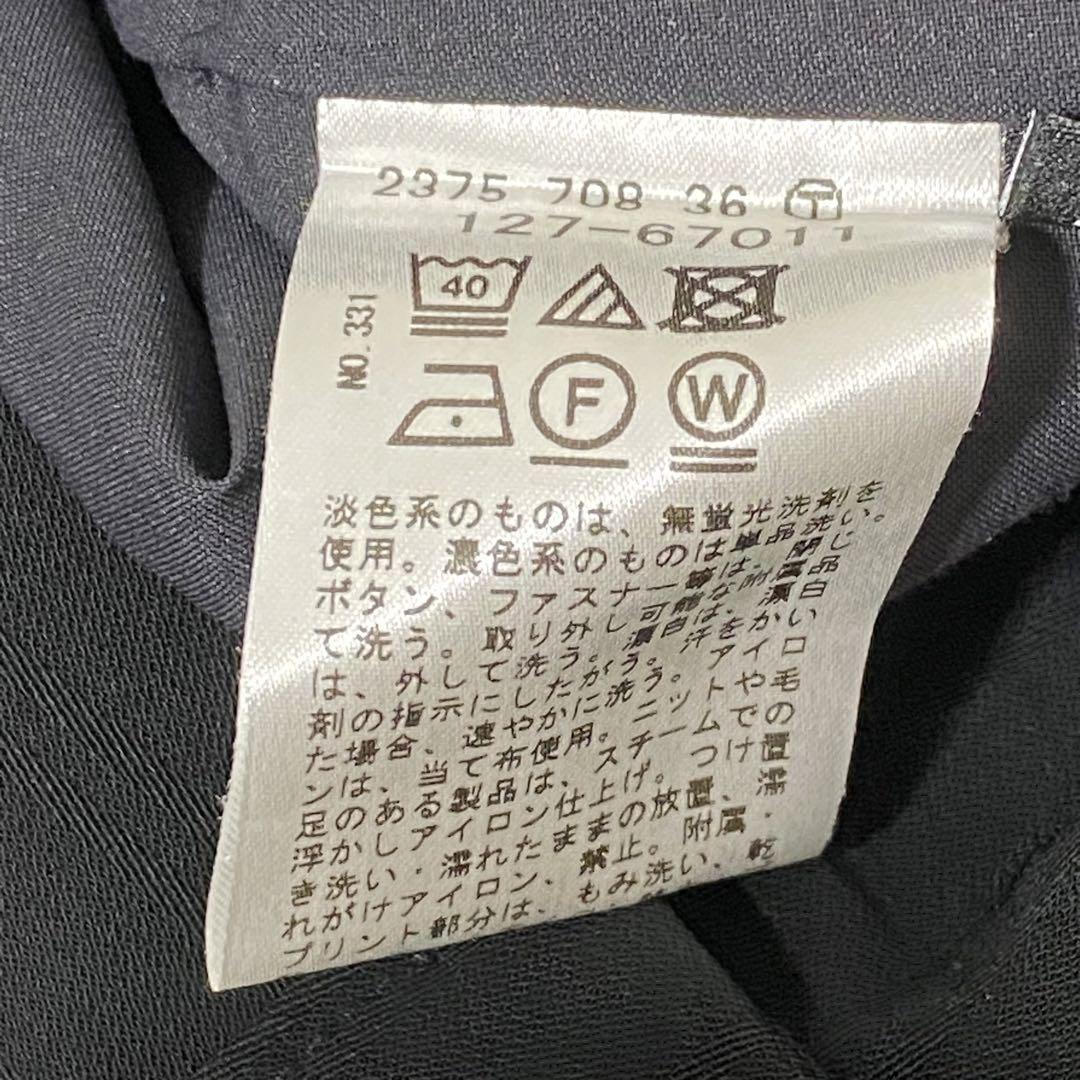 2375 708 36
127-67011
NO.331
40
F
W
淡色系のものは、無蛍光洗剤を
使用。濃色系のものは単品洗い。
ボタン、ファスナー等は、閉じ
て洗う。取り外し可能な附属品
は、外して洗う。漂白は、漂白
剤の指示にしたがう。汗をかい
た場合、速やかに洗う。アイロ
ンは、当て布使用。ニットや毛
足のある製品は、スチームでの
浮かしアイロン仕上げ。つけ置
き洗い・濡れたままの放置、濡
れがけアイロン、禁止。附属・
プリント部分は、もみ洗い、乾